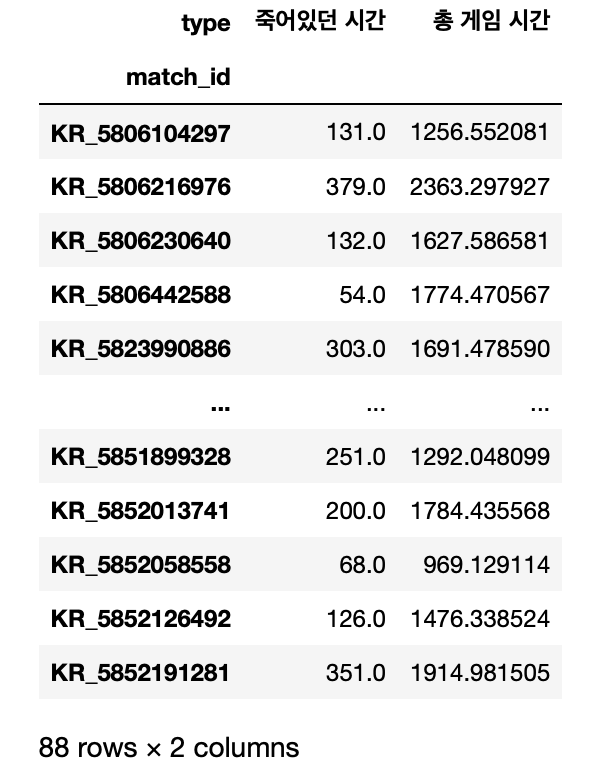 type 죽어있던 시간 총 게임 시간
match_id
KR_5806104297 131.0 1256.552081
KR_5806216976 379.0 2363.297927
KR_5806230640 132.0 1627.586581
KR_5806442588 54.0 1774.470567
KR_5823990886 303.0 1691.478590
... ... ...
KR_5851899328 251.0 1292.048099
KR_5852013741 200.0 1784.435568
KR_5852058558 68.0 969.129114
KR_5852126492 126.0 1476.338524
KR_5852191281 351.0 1914.981505
88 rows × 2 columns